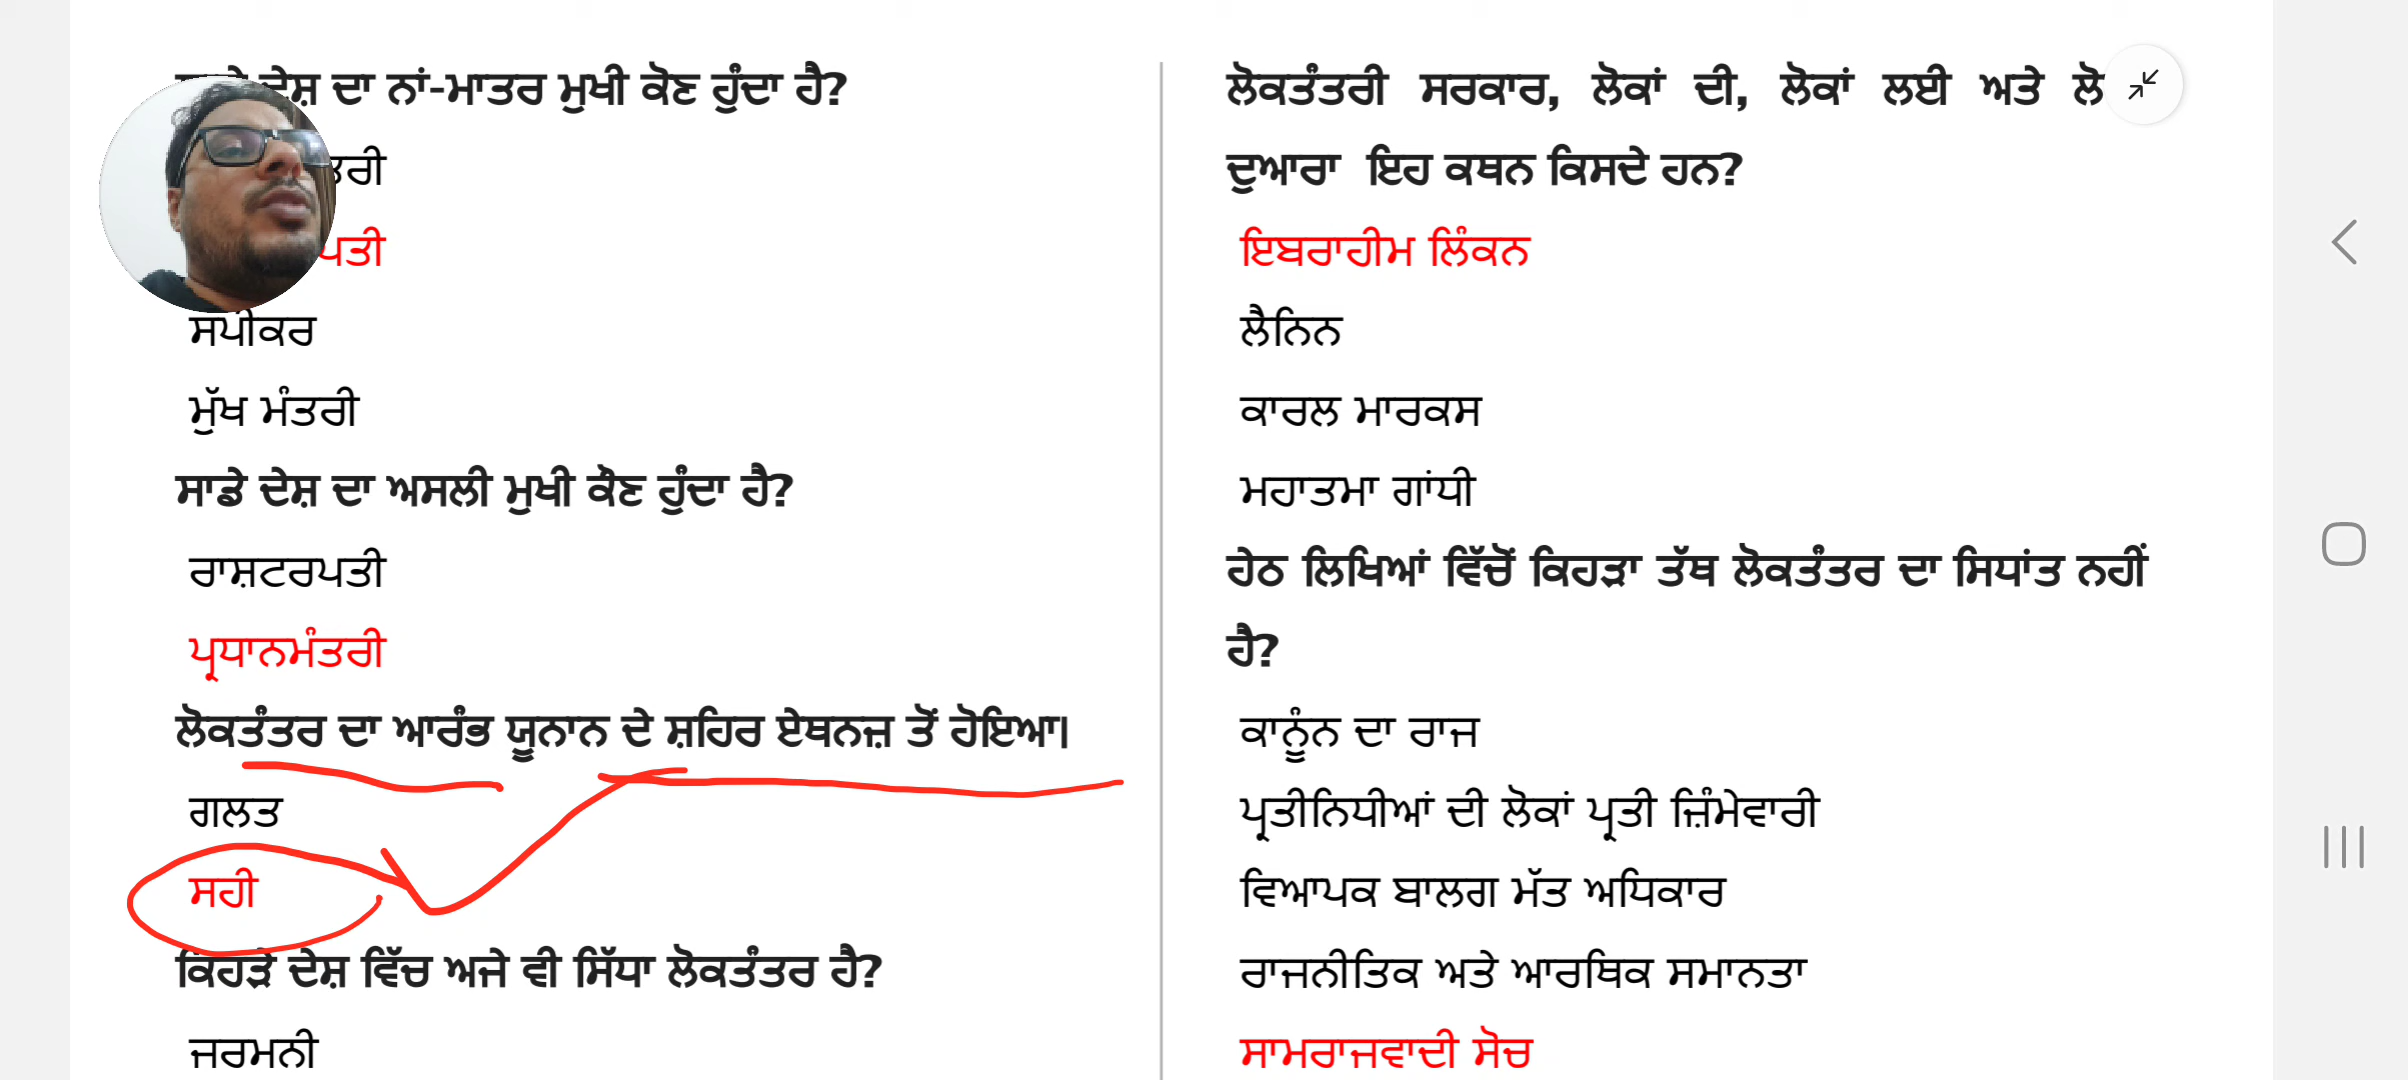 ਦੇਸ਼ ਦਾ ਨਾਂ-ਮਾਤਰ ਮੁਖੀ ਕੋਣ ਹੁੰਦਾ ਹੈ?
ਸਪੀਕਰ
ਮੁੱਖ ਮੰਤਰੀ
ਸਾਡੇ ਦੇਸ਼ ਦਾ ਅਸਲੀ ਮੁਖੀ ਕੌਣ ਹੁੰਦਾ ਹੈ?
ਰਾਸ਼ਟਰਪਤੀ
ਪ੍ਰਧਾਨਮੰਤਰੀ
ਲੋਕਤੰਤਰ ਦਾ ਆਰੰਭ ਯੂਨਾਨ ਦੇ ਸ਼ਹਿਰ ਏਥਨਜ਼ ਤੋਂ ਹੋਇਆ।
ਗਲਤ
ਸਹੀ
ਕਿਹੜੇ ਦੇਸ਼ ਵਿੱਚ ਅਜੇ ਵੀ ਸਿੱਧਾ ਲੋਕਤੰਤਰ ਹੈ?
ਜਰਮਨੀ
ਲੋਕਤੰਤਰੀ ਸਰਕਾਰ, ਲੋਕਾਂ ਦੀ, ਲੋਕਾਂ ਲਈ ਅਤੇ
ਦੁਆਰਾ ਇਹ ਕਥਨ ਕਿਸਦੇ ਹਨ?
ਇਬਰਾਹੀਮ ਲਿੰਕਨ
ਲੈਨਿਨ
ਕਾਰਲ ਮਾਰਕਸ
ਮਹਾਤਮਾ ਗਾਂਧੀ
ਹੇਠ ਲਿਖਿਆਂ ਵਿੱਚੋਂ ਕਿਹੜਾ ਤੱਥ ਲੋਕਤੰਤਰ ਦਾ ਸਿਧਾਂਤ ਨਹੀਂ
ਹੈ?
ਕਾਨੂੰਨ ਦਾ ਰਾਜ
ਪ੍ਰਤੀਨਿਧੀਆਂ ਦੀ ਲੋਕਾਂ ਪ੍ਰਤੀ ਜ਼ਿੰਮੇਵਾਰੀ
ਵਿਆਪਕ ਬਾਲਗ ਮੱਤ ਅਧਿਕਾਰ
ਰਾਜਨੀਤਿਕ ਅਤੇ ਆਰਥਿਕ ਸਮਾਨਤਾ
ਸਾਮਰਾਜਵਾਦੀ ਸੋਚ